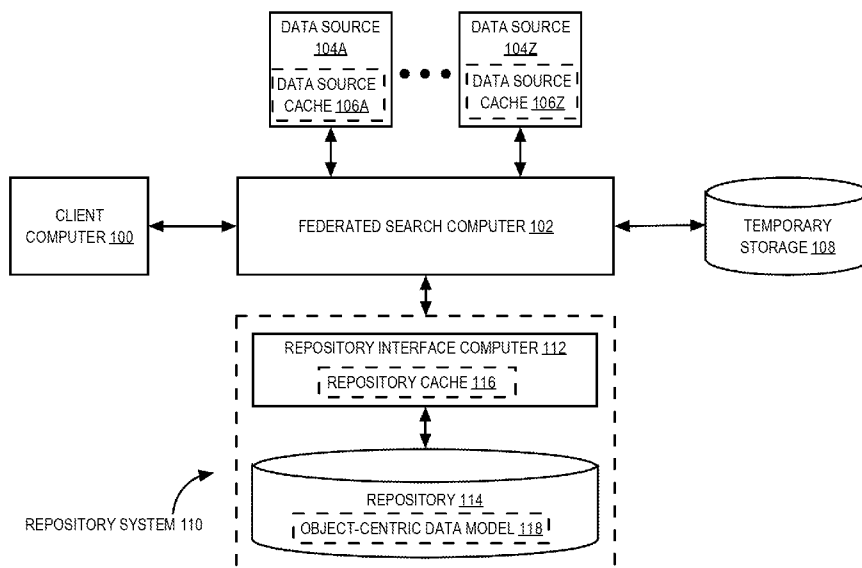 DATA SOURCE
104A
DATA SOURCE
CACHE 106A
DATA SOURCE
104Z
DATA SOURCE
CACHE 106Z
CLIENT
COMPUTER 100
FEDERATED SEARCH COMPUTER 102
TEMPORARY
STORAGE 108
REPOSITORY INTERFACE COMPUTER 112
REPOSITORY CACHE 116
REPOSITORY 114
OBJECT-CENTRIC DATA MODEL 118
REPOSITORY SYSTEM 110